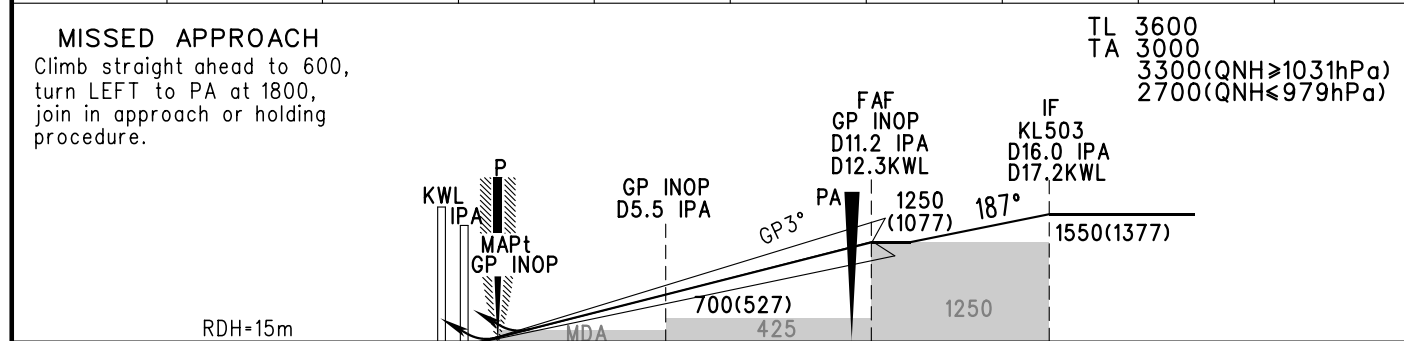 MISSED APPROACH
Climb straight ahead to 600,
turn LEFT to PA at 1800,
join in approach or holding
procedure.
TL 3600
TA 3000
3300(QNH≥1031hPa)
2700(QNH≤979hPa)
FAF
GP INOP
D11.2 IPA
D12.3KWL
IF
KL503
D16.0 IPA
D17.2KWL
P
KWL
IPA
MAPt
GP INOP
GP INOP
D5.5 IPA
PA
1250
(1077)
187°
GP3°
1550(1377)
700(527)
1250
RDH=15m
MDA
425